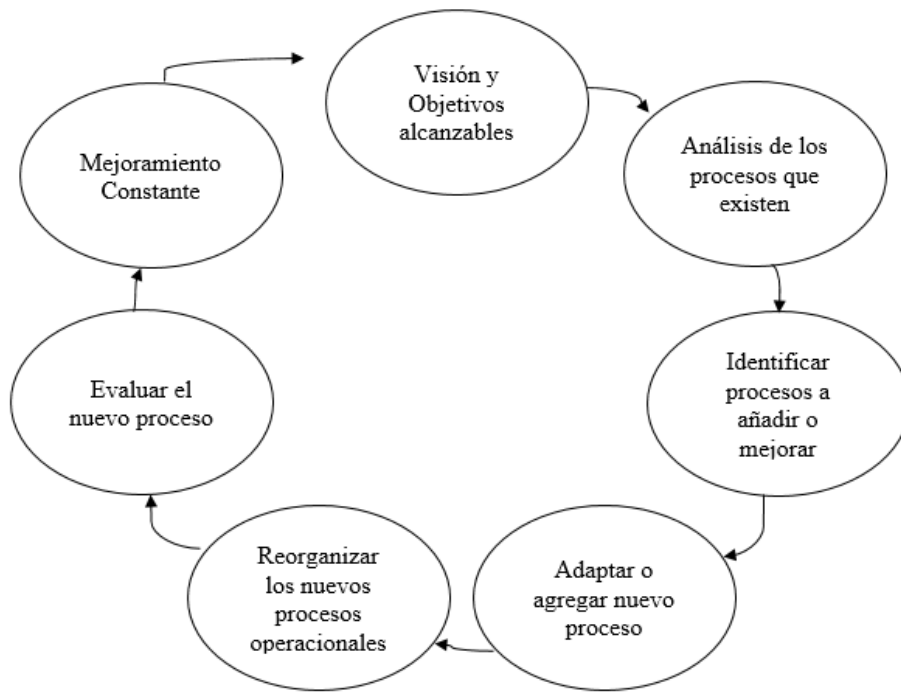 Visión y
Objetivos
alcanzables
Análisis de los
procesos que
existen
Identificar
procesos a
añadir o
mejorar
Adaptar o
agregar nuevo
proceso
Reorganizar
los nuevos
procesos
operacionales
Evaluar el
nuevo proceso
Mejoramiento
Constante